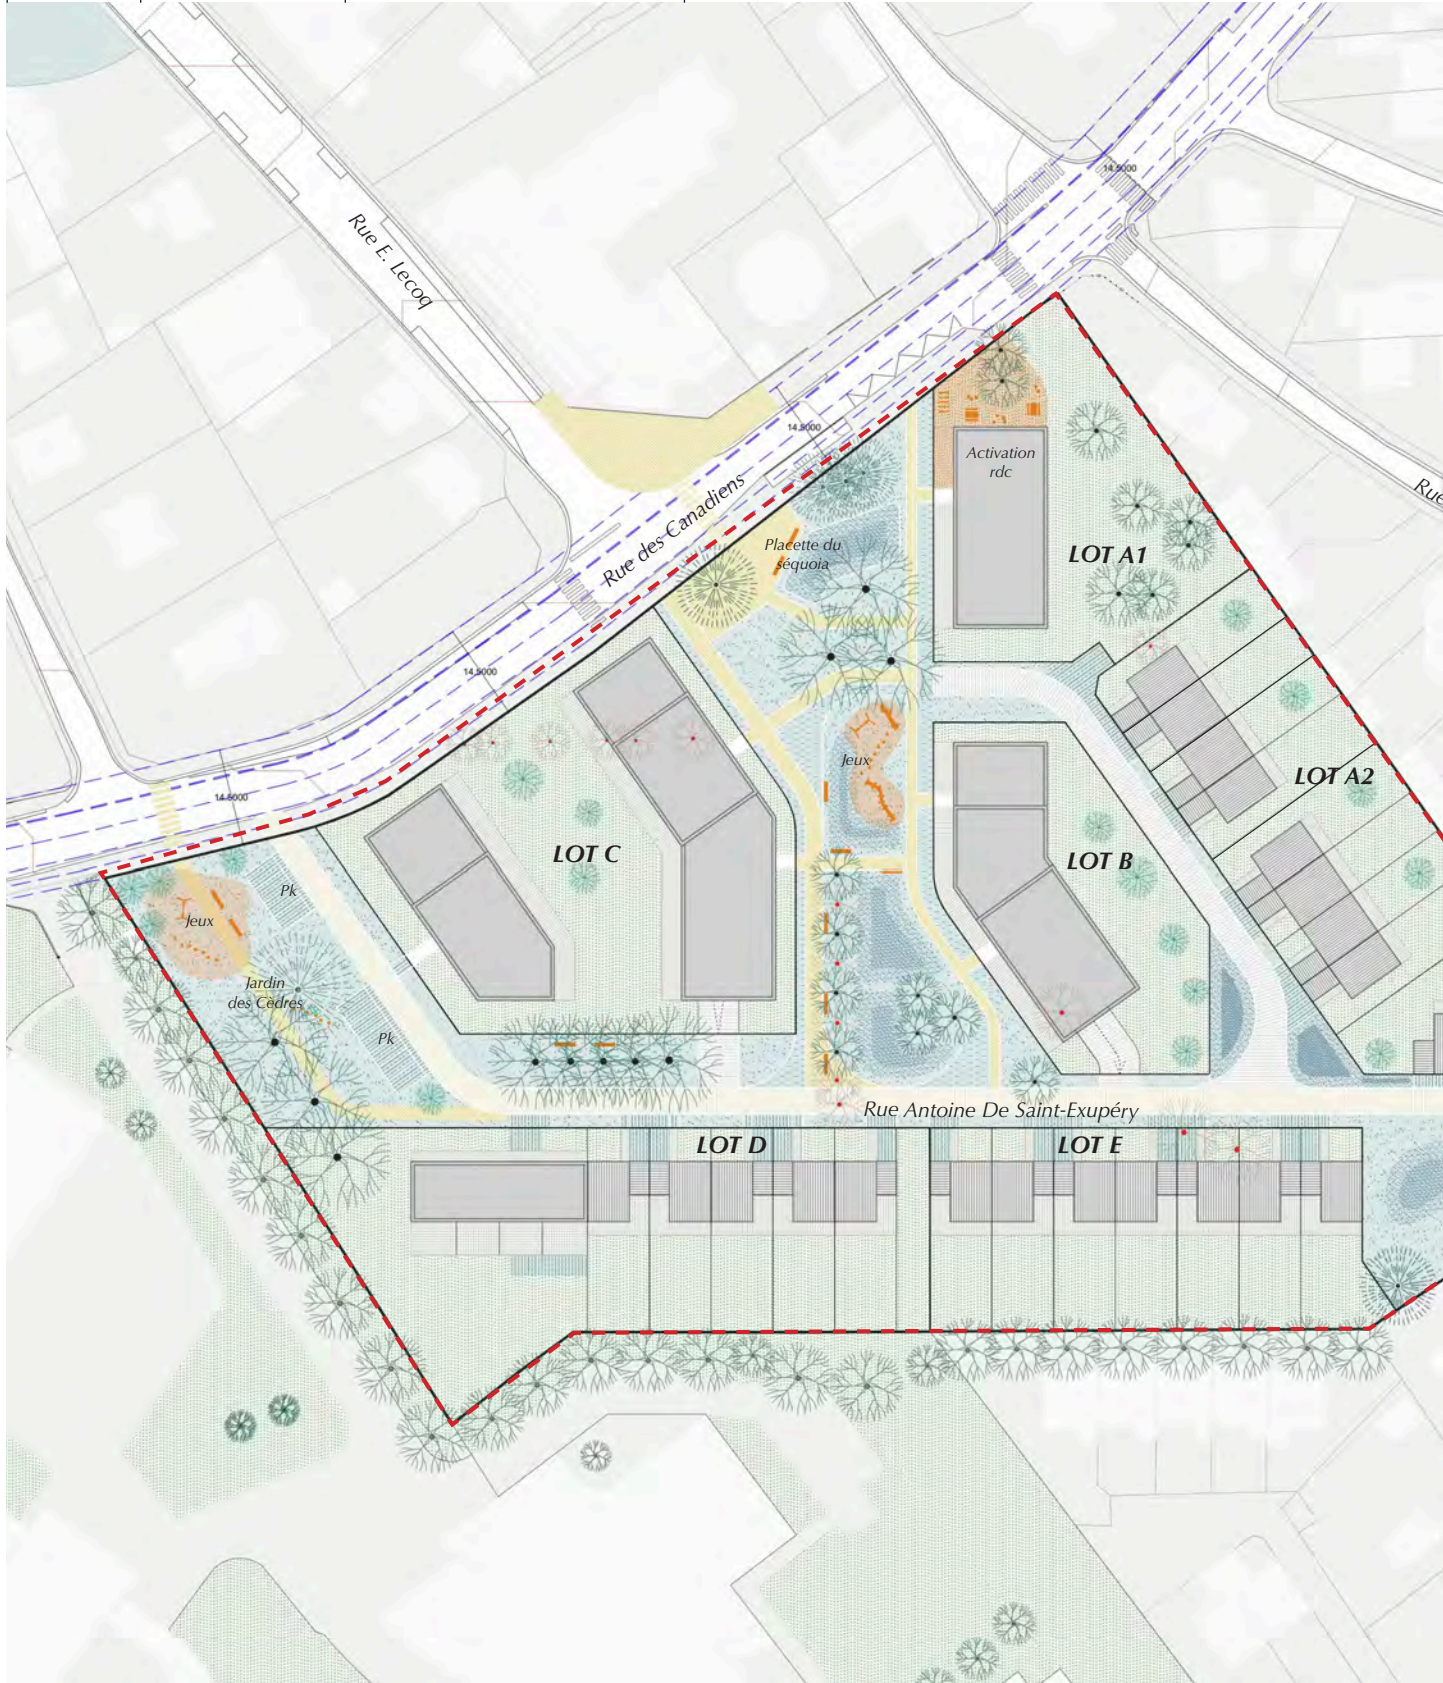 14.5000
Rue E. Lecoq
14.5000
Activation
rdc
Rue
Rue des Canadiens
Placette du
séquoia
LOT A1
14.5000
Jeux
LOT A2
14.5000
LOT C
LOT B
Pk
Jeux
Jardin
des Cèdres
Pk
Rue Antoine De Saint-Exupéry
LOT D
LOT E